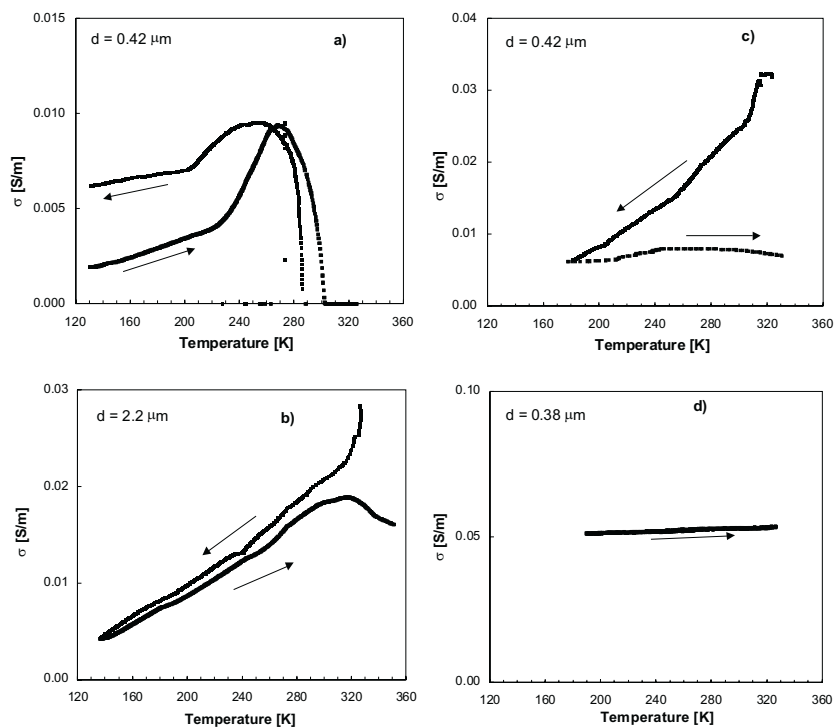 d = 0.42 μm
a)
0.015
0.010
0.005
0.000
σ [S/m]
120 160 200 240 280 320 360
Temperature [K]
d = 0.42 μm
c)
0.04
0.03
0.02
0.01
0.00
σ [S/m]
120 160 200 240 280 320 360
Temperature [K]
d = 2.2 μm
b)
0.03
0.02
0.01
0.00
σ [S/m]
120 160 200 240 280 320 360
Temperature [K]
d = 0.38 μm
d)
0.10
0.05
0.00
σ [S/m]
120 160 200 240 280 320 360
Temperature [K]